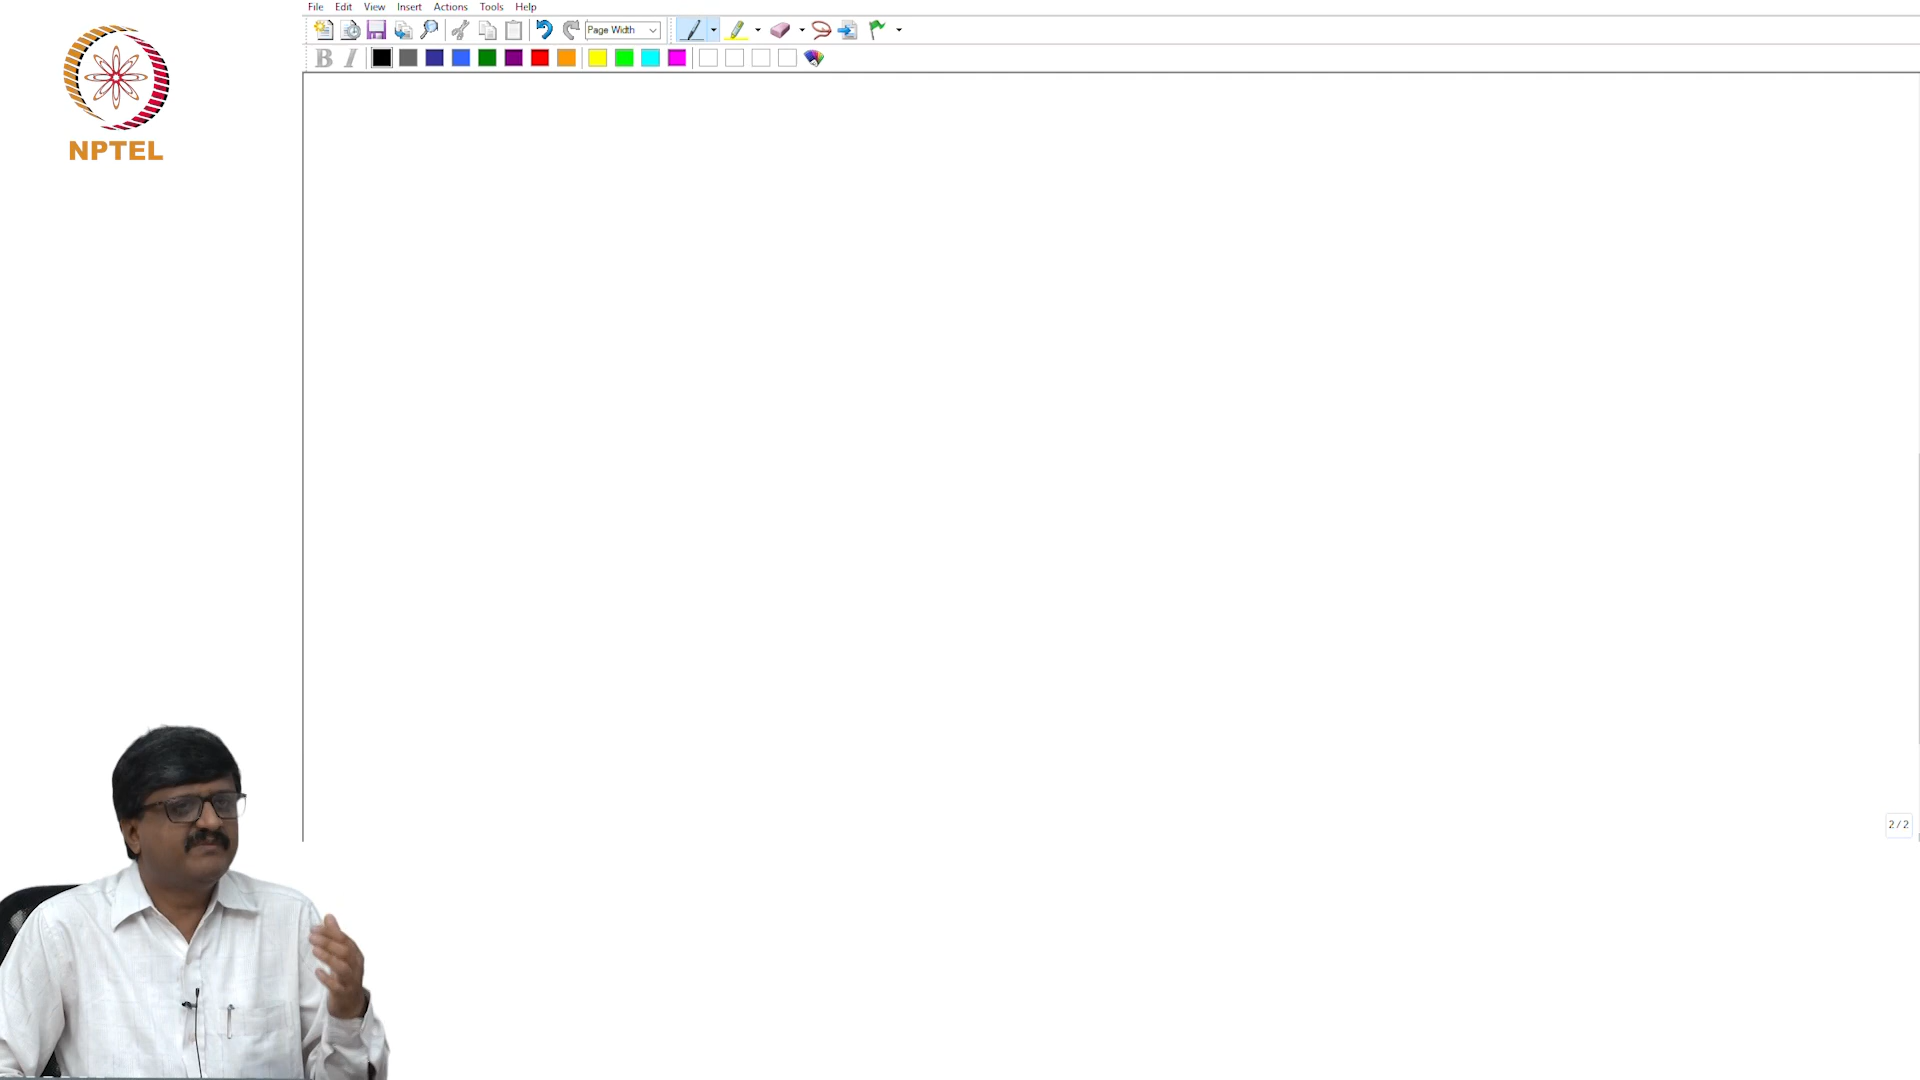 File Edit View Insert Actions Tools Help
Page Width
B I
NPTEL
2 / 2